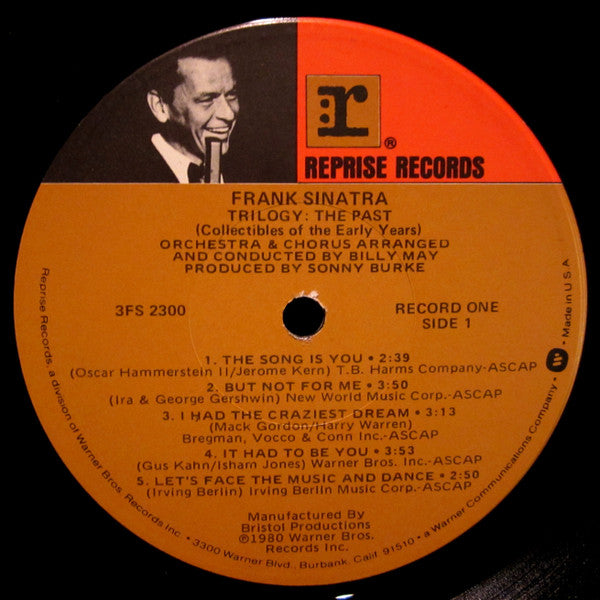 r
®
REPRISE RECORDS
FRANK SINATRA
TRILOGY: THE PAST
(Collectibles of the Early Years)
ORCHESTRA & CHORUS ARRANGED
AND CONDUCTED BY BILLY MAY
PRODUCED BY SONNY BURKE
3FS 2300
RECORD ONE
SIDE 1
1. THE SONG IS YOU • 2:39
(Oscar Hammerstein II/Jerome Kern) T.B. Harms Company-ASCAP
2. BUT NOT FOR ME • 3:50
(Ira & George Gershwin) New World Music Corp.-ASCAP
3. I HAD THE CRAZIEST DREAM • 3:13
(Mack Gordon/Harry Warren)
Bregman, Vocco & Conn Inc.-ASCAP
4. IT HAD TO BE YOU • 3:53
(Gus Kahn/Isham Jones) Warner Bros. Inc.-ASCAP
5. LET'S FACE THE MUSIC AND DANCE • 2:50
(Irving Berlin) Irving Berlin Music Corp.-ASCAP
Manufactured By
Bristol Productions
℗1980 Warner Bros.
Records Inc.
Reprise Records, a division of Warner Bros. Records Inc. • 3300 Warner Blvd., Burbank, Calif. 91510 • a Warner Communications Company • W • Made in U S A